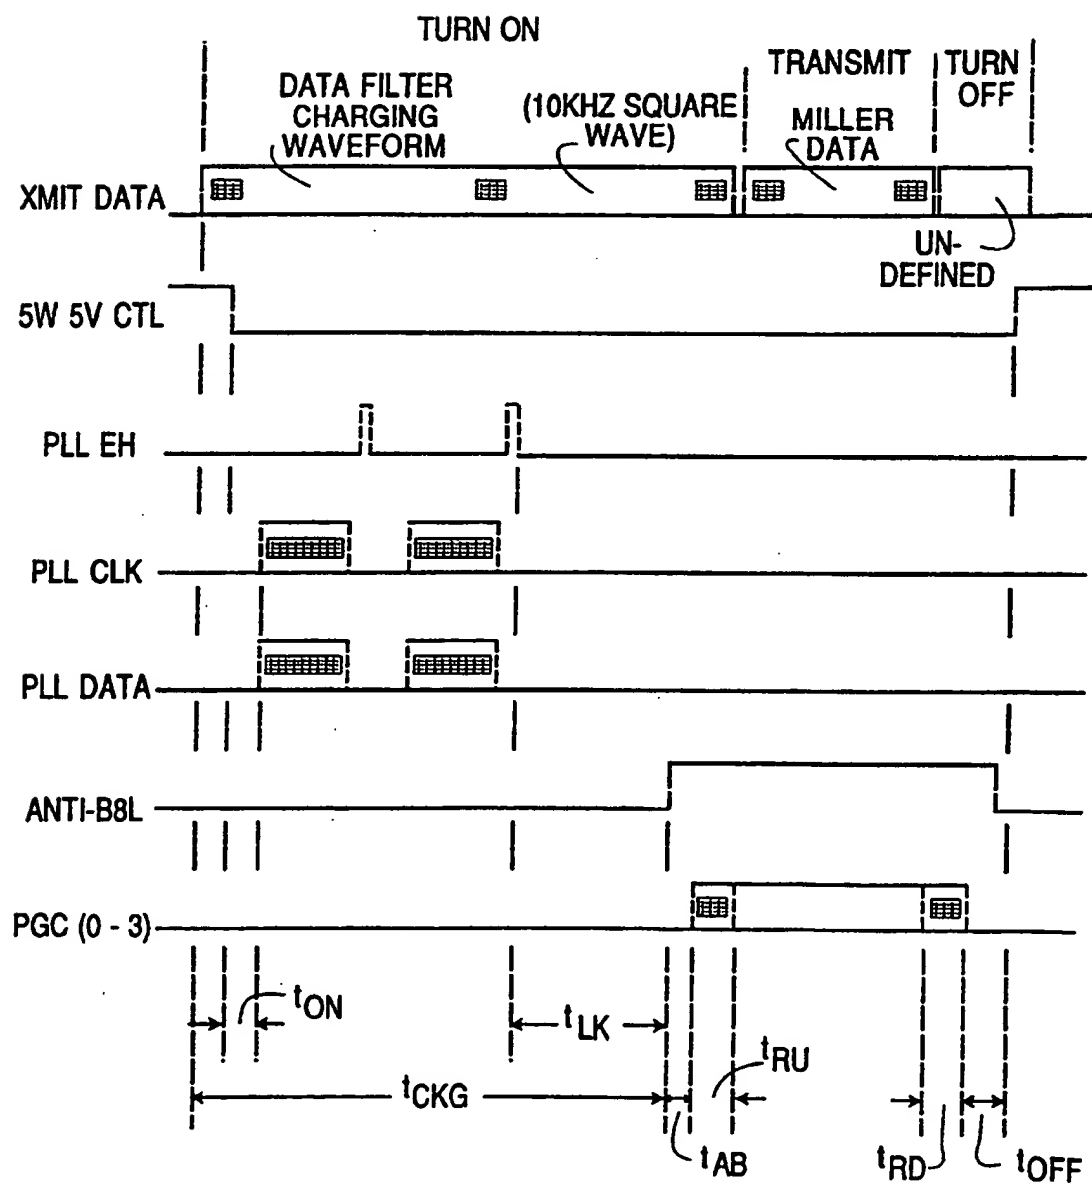 TURN ON
TRANSMIT
TURN
OFF
DATA FILTER
CHARGING
WAVEFORM
(10KHZ SQUARE
WAVE)
MILLER
DATA
XMIT DATA
UN-
DEFINED
5W 5V CTL
PLL EH
PLL CLK
PLL DATA
ANTI-B8L
PGC (0 - 3)
tON
tLK
tRU
tCKG
tAB
tRD
tOFF